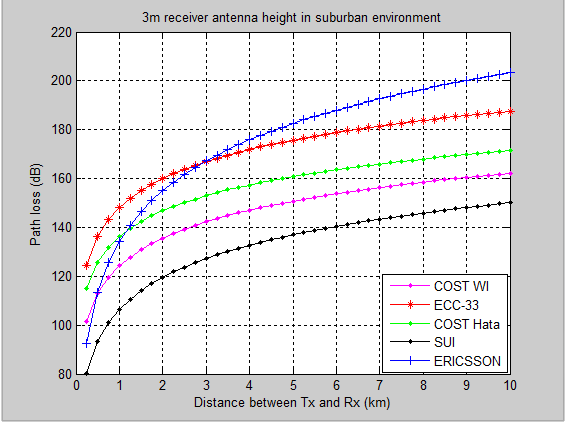 3m receiver antenna height in suburban environment
220
200
180
160
140
120
100
80
Path loss (dB)
0 1 2 3 4 5 6 7 8 9 10
Distance between Tx and Rx (km)
COST WI
ECC-33
COST Hata
SUI
ERICSSON